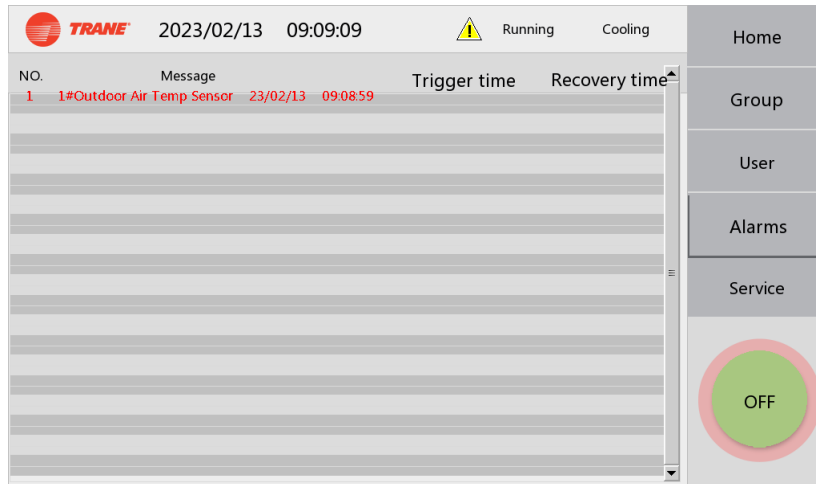 TRANE 2023/02/13 09:09:09 Running Cooling
NO. Message Trigger time Recovery time
1 1#Outdoor Air Temp Sensor 23/02/13 09:08:59
Home
Group
User
Alarms
Service
OFF